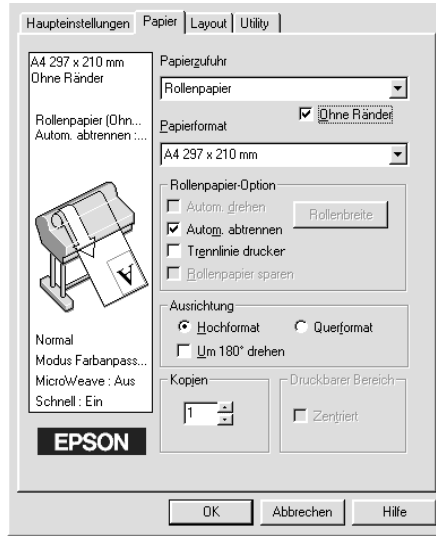 Haupteinstellungen Papier Layout Utility
A4 297 x 210 mm
Ohne Ränder
Rollenpapier (Ohn...
Autom. abtrennen :...
A
Normal
Modus Farbanpass...
MicroWeave : Aus
Schnell : Ein
EPSON
Papierzufuhr
Rollenpapier
Ohne Ränder
Papierformat
A4 297 x 210 mm
Rollenpapier-Option
Autom. drehen
Rollenbreite
Autom. abtrennen
Trennlinie drucker
Rollenpapier sparen
Ausrichtung
Hochformat Querformat
Um 180° drehen
Kopien
1
Druckbarer Bereich
Zentriert
OK Abbrechen Hilfe